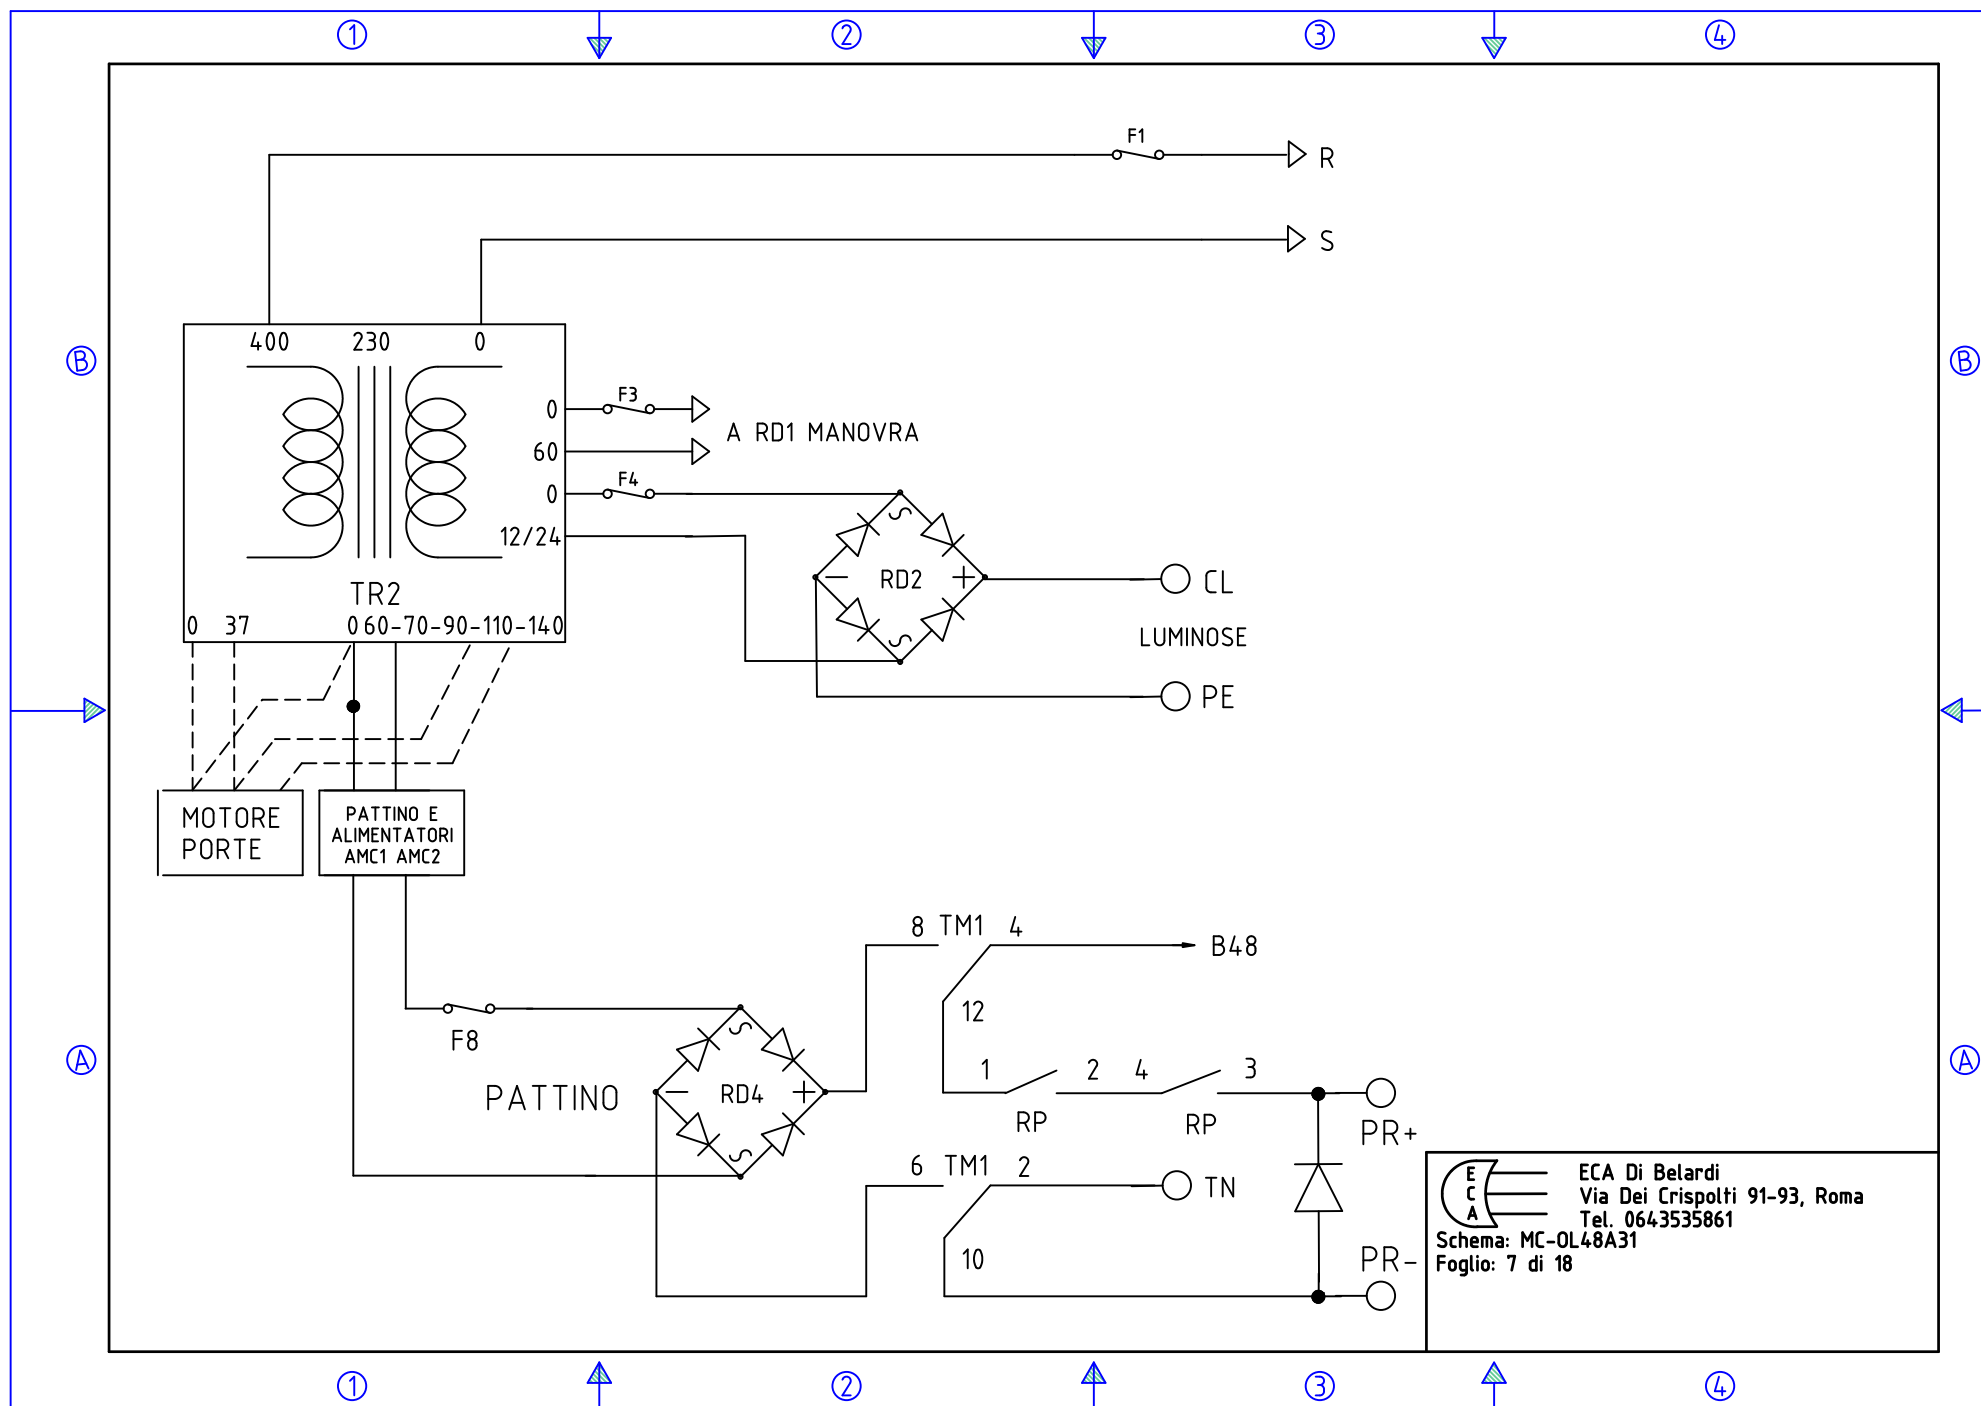 1 2 3 4
F1
R
S
B B
400 230 0
F3
0
A RD1 MANOVRA
60
F4
0
12/24
RD2
CL
TR2
0 37 0 60-70-90-110-140
LUMINOSE
PE
MOTORE
PORTE
PATTINO E
ALIMENTATORI
AMC1 AMC2
8 TM1 4
B48
12
F8
A A
1 2 4 3
PATTINO
RD4
RP RP
PR+
6 TM1 2
TN
10
PR-
E
C
A
ECA Di Belardi
Via Dei Crispolti 91-93, Roma
Tel. 0643535861
Schema: MC-OL48A31
Foglio: 7 di 18
1 2 3 4